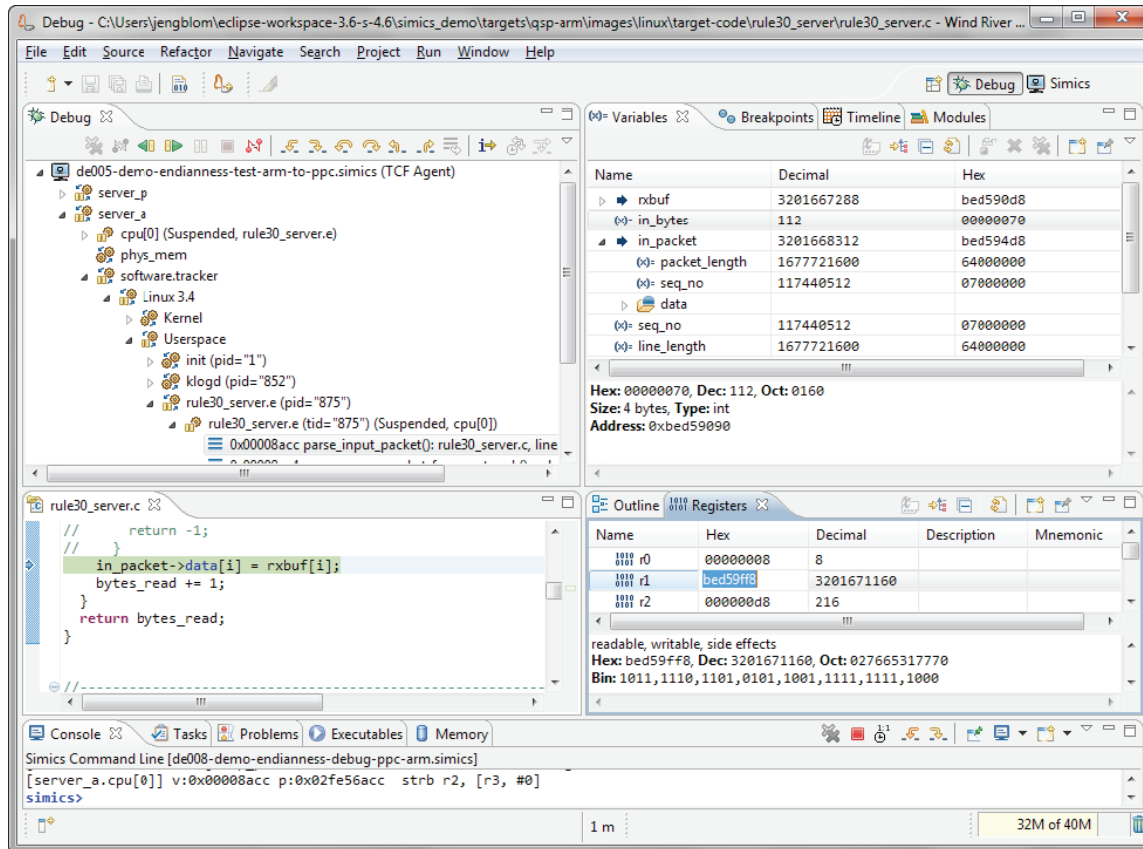 Debug - C:\Users\jengblom\eclipse-workspace-3.6-s-4.6\simics_demo\targets\qsp-arm\images\linux\target-code\rule30_server\rule30_server.c - Wind River ...
File Edit Source Refactor Navigate Search Project Run Window Help
Debug Simics
Debug
de005-demo-endianness-test-arm-to-ppc.simics (TCF Agent)
server_p
server_a
cpu[0] (Suspended, rule30_server.e)
phys_mem
software.tracker
Linux 3.4
Kernel
Userspace
init (pid="1")
klogd (pid="852")
rule30_server.e (pid="875")
rule30_server.e (tid="875") (Suspended, cpu[0])
0x00008acc parse_input_packet(): rule30_server.c, line
(x)= Variables Breakpoints Timeline Modules
Name Decimal Hex
rxbuf 3201667288 bed590d8
(x)= in_bytes 112 00000070
in_packet 3201668312 bed594d8
(x)= packet_length 1677721600 64000000
(x)= seq_no 117440512 07000000
data
(x)= seq_no 117440512 07000000
(x)= line_length 1677721600 64000000
Hex: 00000070, Dec: 112, Oct: 0160
Size: 4 bytes, Type: int
Address: 0xbed59090
rule30_server.c
// return -1;
// }
in_packet->data[i] = rxbuf[i];
bytes_read += 1;
}
return bytes_read;
}
//----------------------------------------------------------
Outline Registers
Name Hex Decimal Description Mnemonic
r0 00000008 8
r1 bed59ff8 3201671160
r2 000000d8 216
readable, writable, side effects
Hex: bed59ff8, Dec: 3201671160, Oct: 027665317770
Bin: 1011,1110,1101,0101,1001,1111,1111,1000
Console Tasks Problems Executables Memory
Simics Command Line [de008-demo-endianness-debug-ppc-arm.simics]
[server_a.cpu[0]] v:0x00008acc p:0x02fe56acc strb r2, [r3, #0]
simics>
1 m
32M of 40M